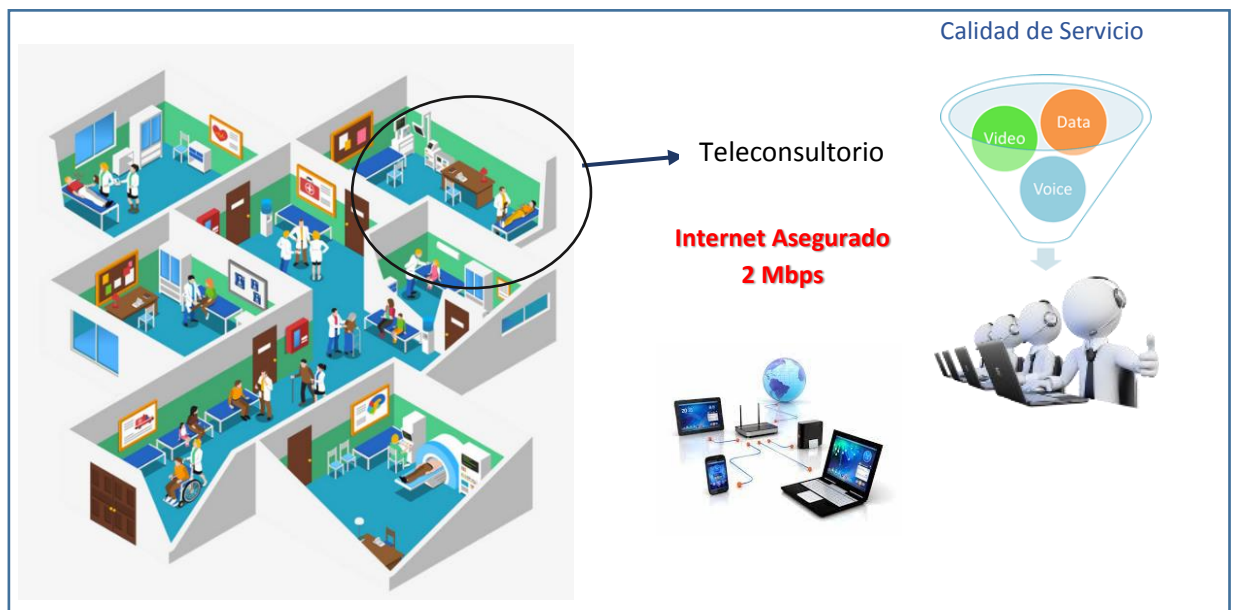 Calidad de Servicio
Video
Data
Voice
Teleconsultorio
Internet Asegurado
2 Mbps